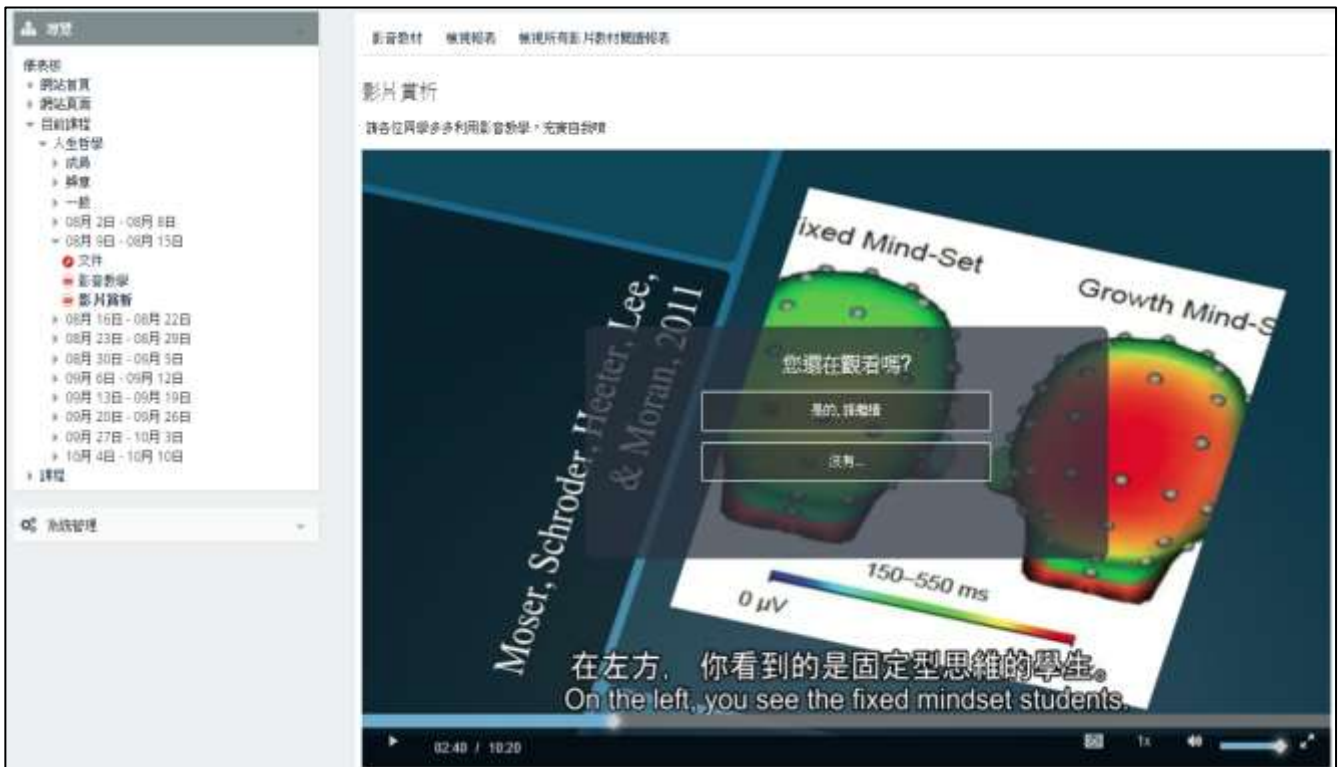 導覽
儀表板
網站首頁
網站頁面
目前課程
人生哲學
成員
獎章
一般
08月 2日 - 08月 8日
08月 9日 - 08月 15日
文件
影音教學
影片賞析
08月 16日 - 08月 22日
08月 23日 - 08月 29日
08月 30日 - 09月 5日
09月 6日 - 09月 12日
09月 13日 - 09月 19日
09月 20日 - 09月 26日
09月 27日 - 10月 3日
10月 4日 - 10月 10日
課程
系統管理
影音教材 檢視報表 檢視所有影片教材閱讀報表
影片賞析
請各位同學多多利用影音教學,充實自我唷
Moser, Schroder, Heeter, Lee,
& Moran, 2011
ixed Mind-Set
Growth Mind-S
您還在觀看嗎?
是的, 請繼續
沒有...
150–550 ms
0 µV
在左方, 你看到的是固定型思維的學生。
On the left, you see the fixed mindset students.
02:40 / 10:20
1x